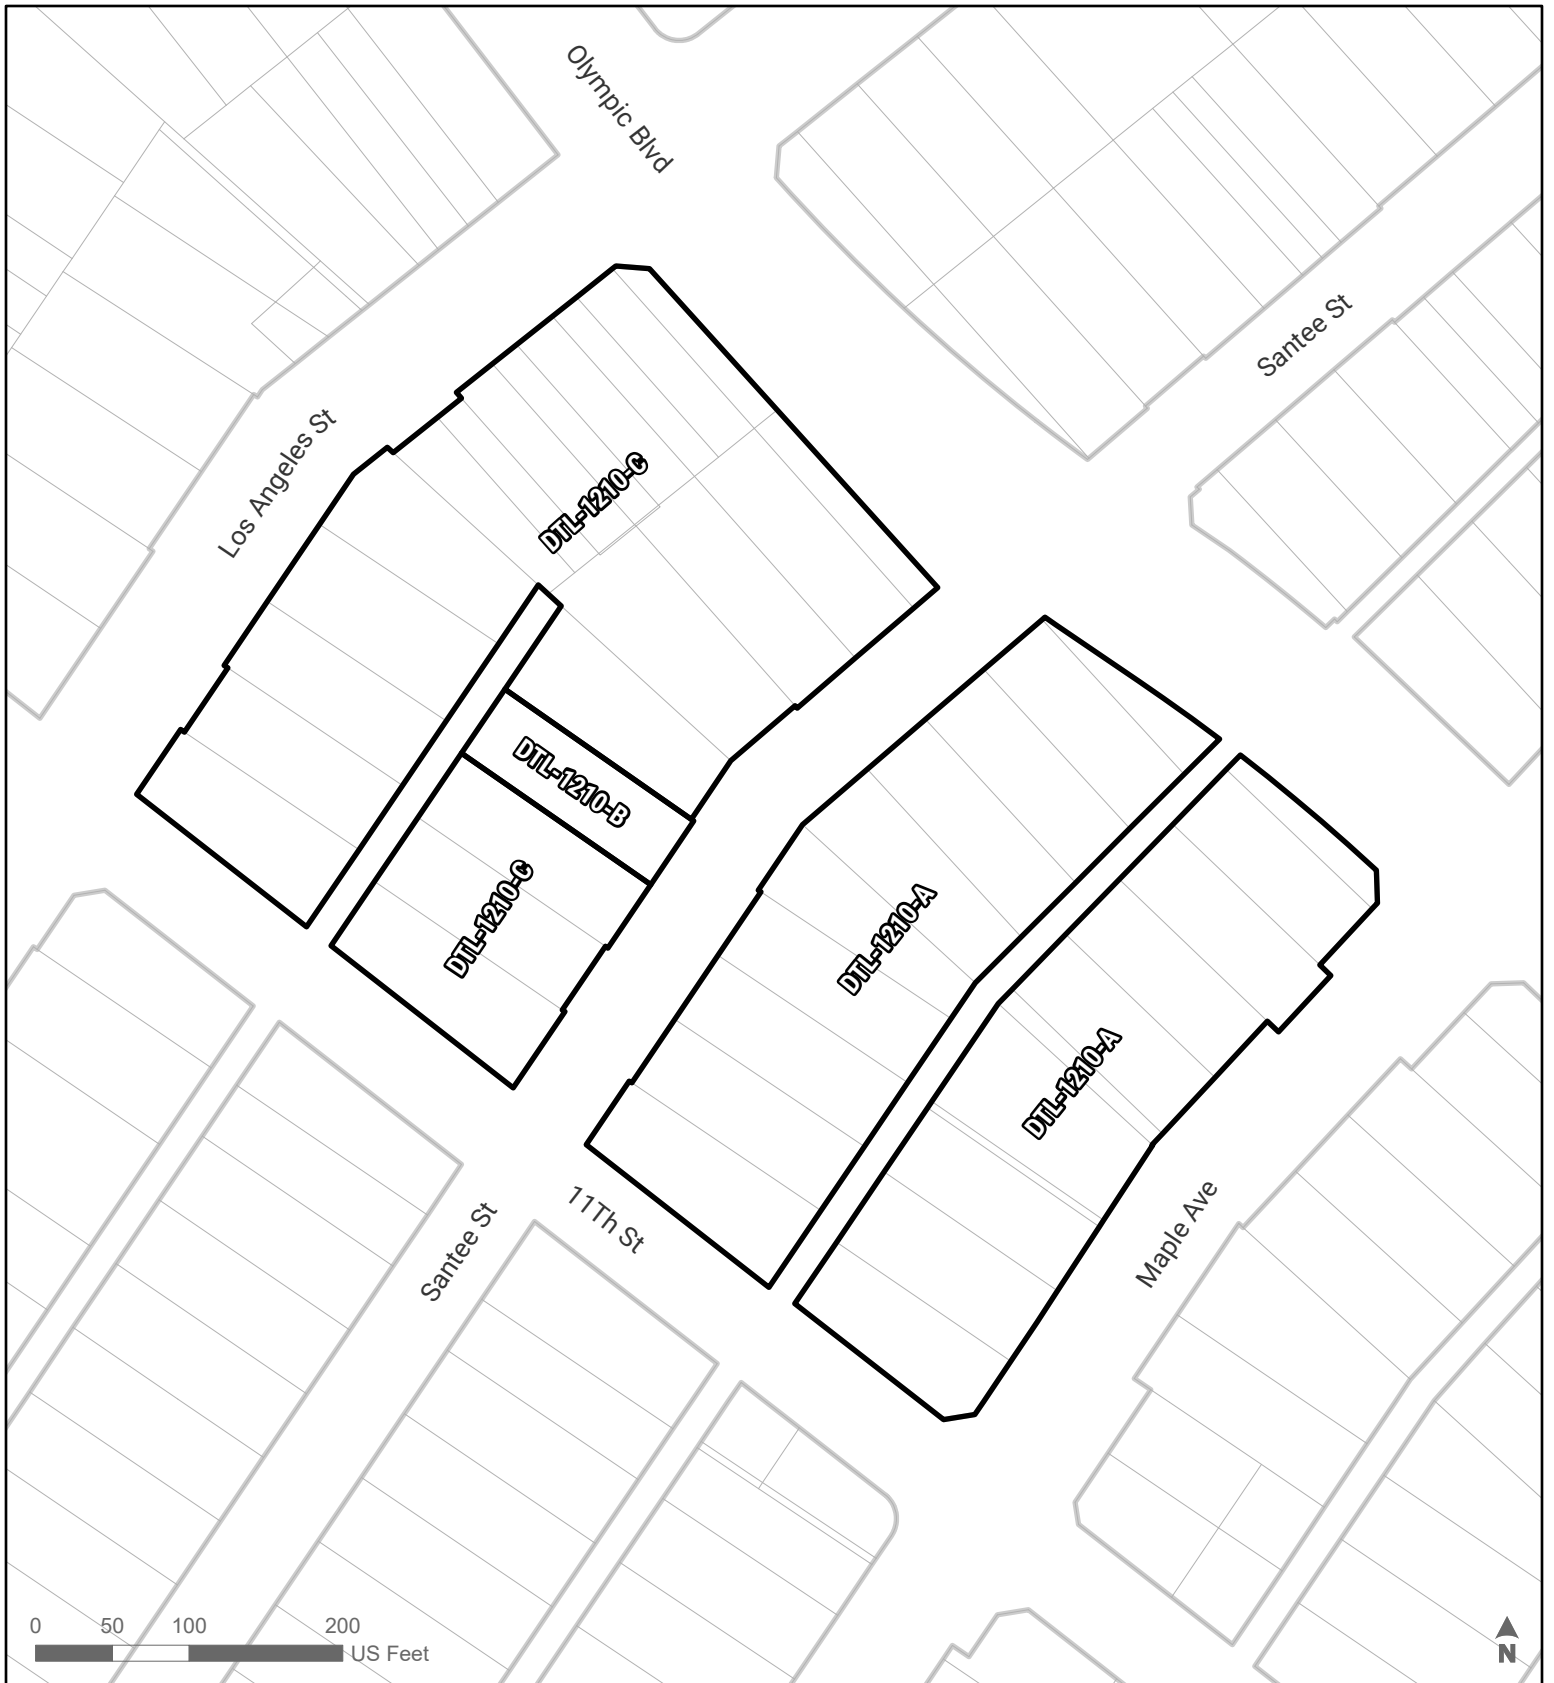 Olympic Blvd
Santee St
Los Angeles St
DTL-1210-C
DTL-1210-B
DTL-1210-C
DTL-1210-A
DTL-1210-A
Santee St
11Th St
Maple Ave
0 50 100 200
US Feet
N